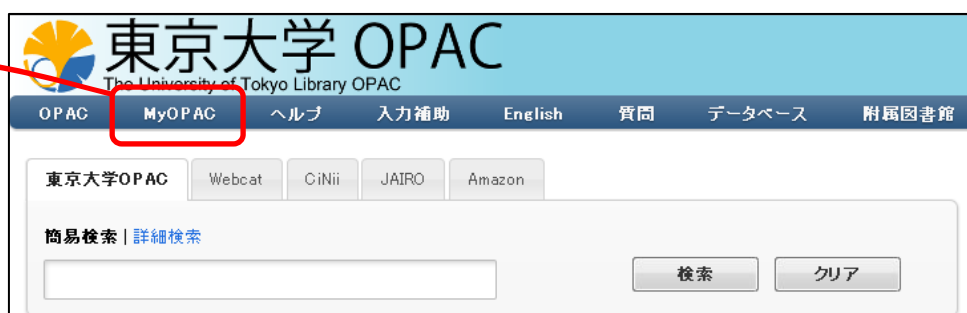 東京大学 OPAC
The University of Tokyo Library OPAC
OPAC MyOPAC ヘルプ 入力補助 English 質問 データベース 附属図書館
東京大学OPAC Webcat CiNii JAIRO Amazon
簡易検索 | 詳細検索
検索 クリア